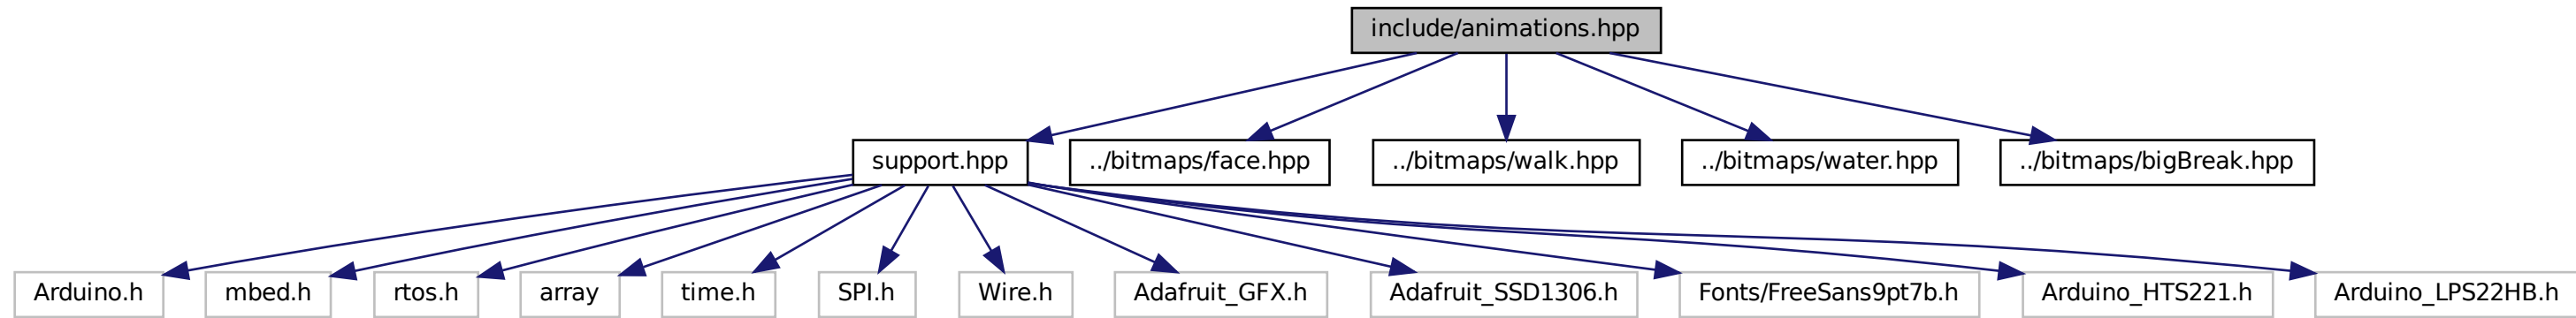 include/animations.hpp
support.hpp
../bitmaps/face.hpp
../bitmaps/walk.hpp
../bitmaps/water.hpp
../bitmaps/bigBreak.hpp
Arduino.h
mbed.h
rtos.h
array
time.h
SPI.h
Wire.h
Adafruit_GFX.h
Adafruit_SSD1306.h
Fonts/FreeSans9pt7b.h
Arduino_HTS221.h
Arduino_LPS22HB.h